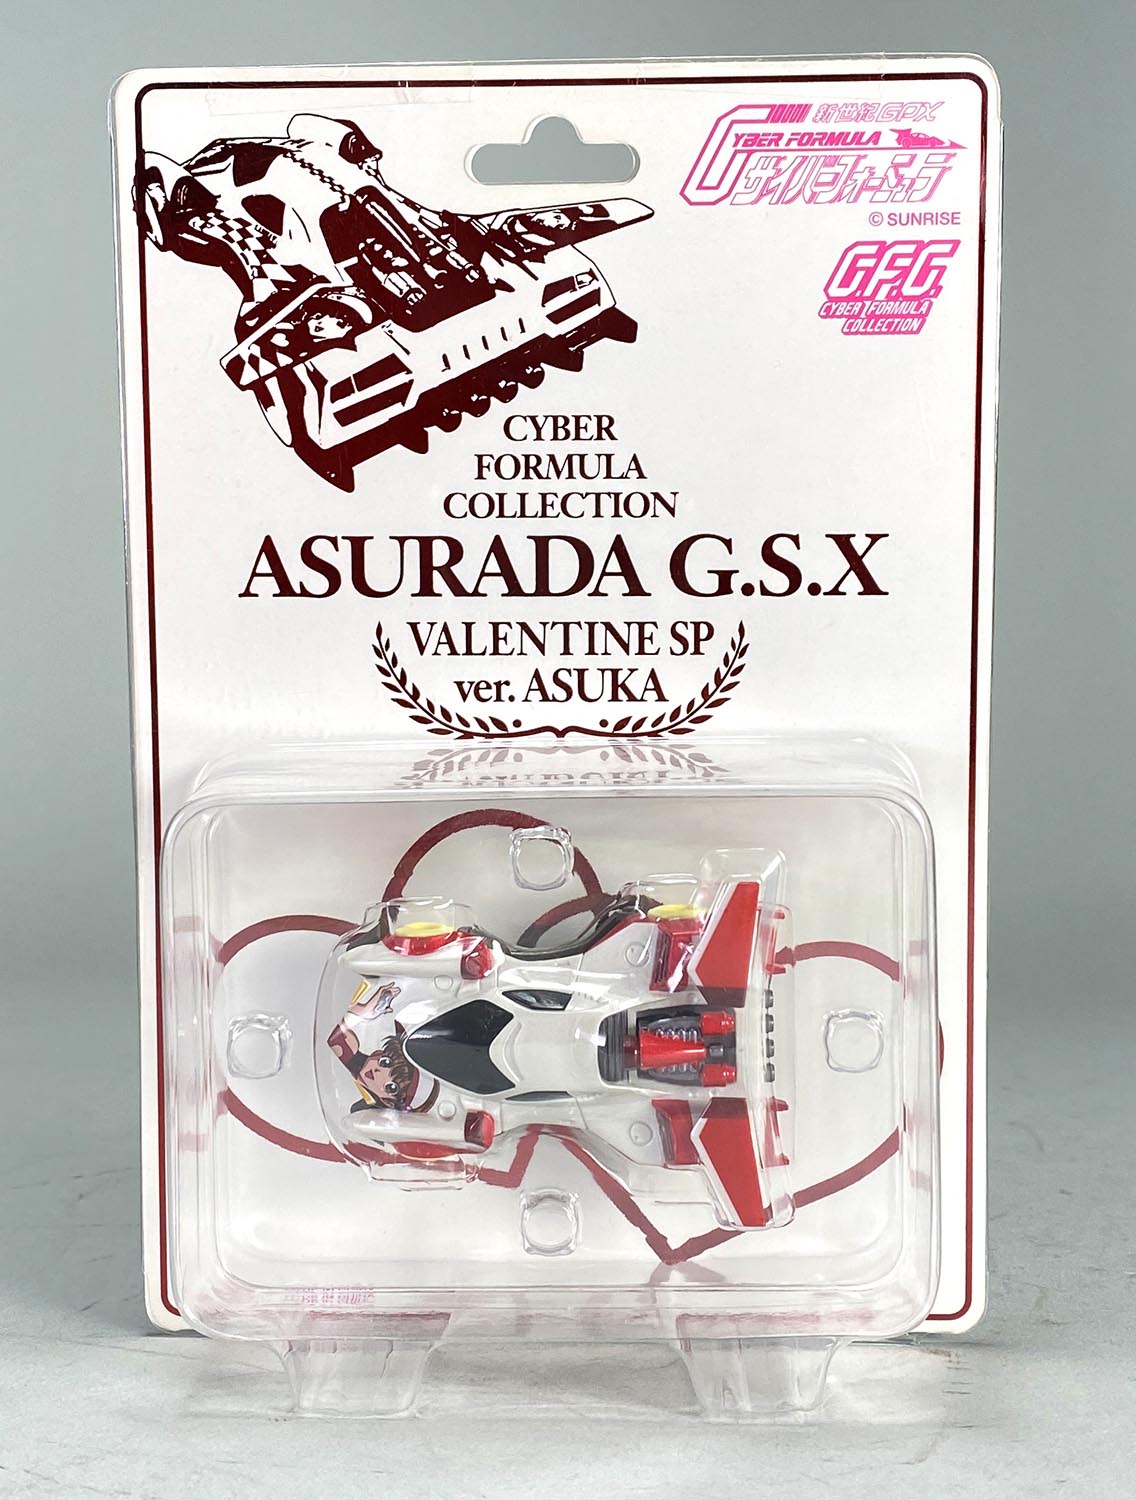 新世紀GPX
CYBER FORMULA
サイバーフォーミュラ
© SUNRISE
C.F.C.
CYBER FORMULA
COLLECTION
CYBER
FORMULA
COLLECTION
ASURADA G.S.X
VALENTINE SP
ver. ASUKA